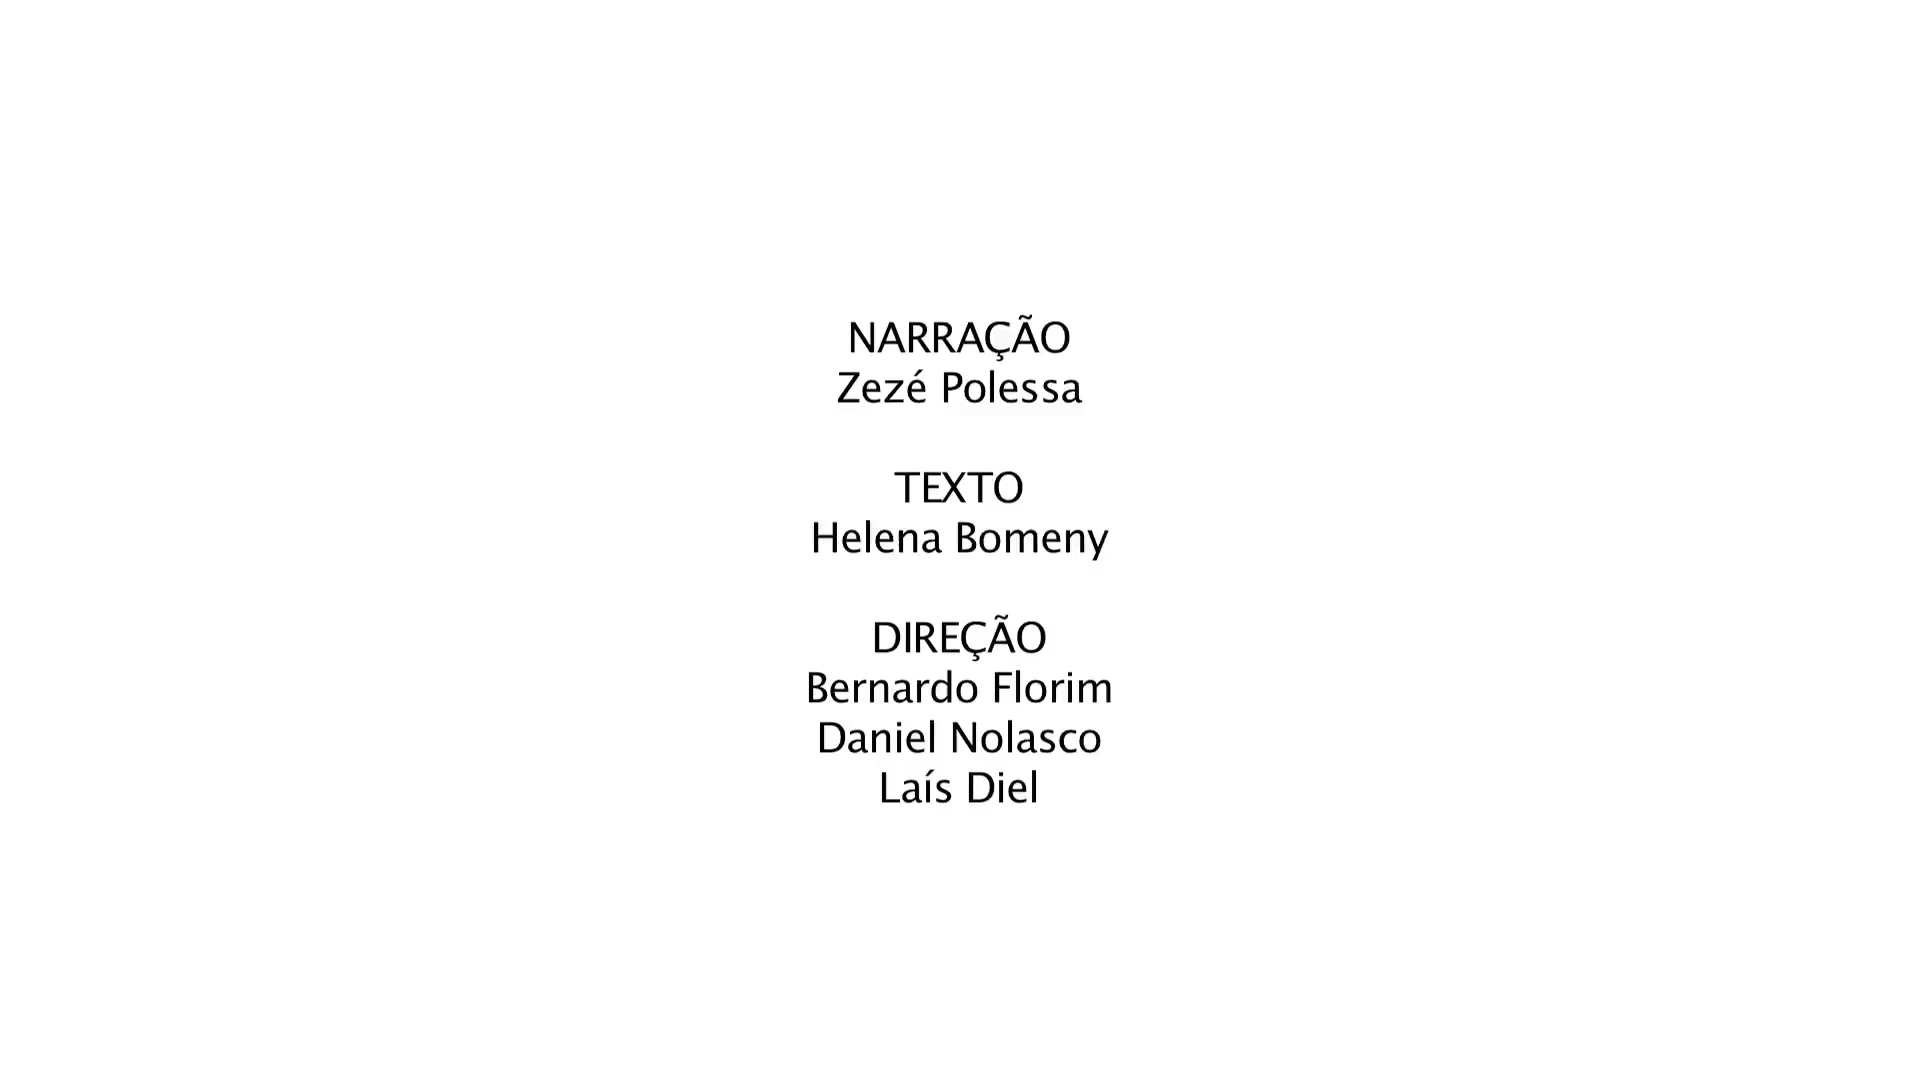 NARRAÇÃO
Zezé Polessa
TEXTO
Helena Bomeny
DIREÇÃO
Bernardo Florim
Daniel Nolasco
Laís Diel